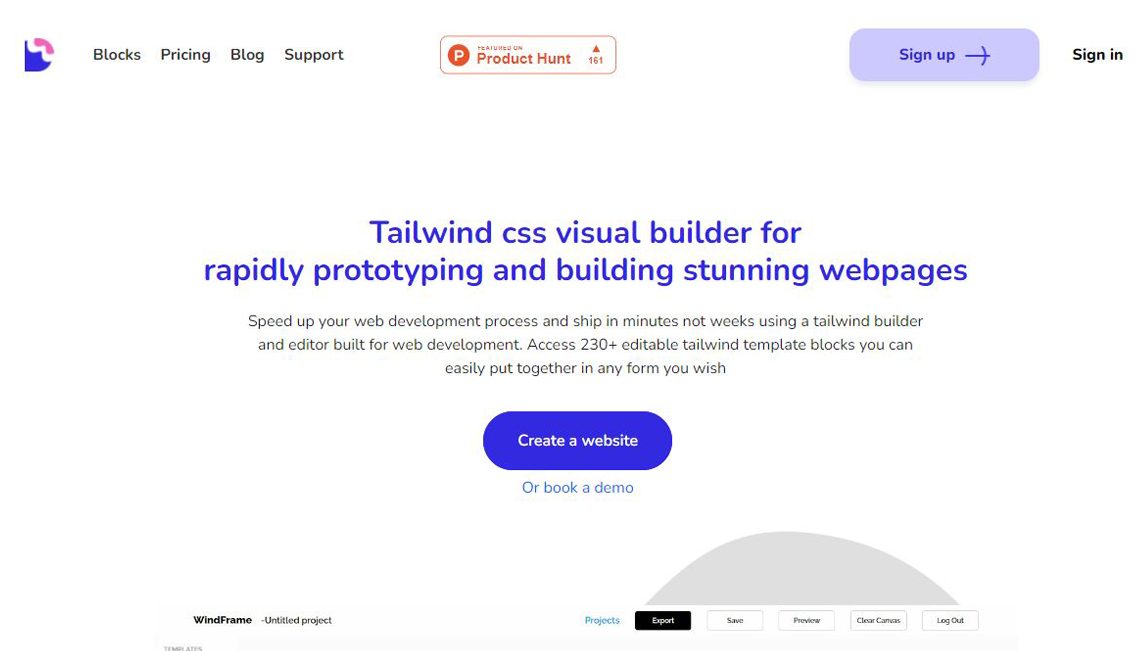 Blocks Pricing Blog Support
FEATURED ON
Product Hunt
161
Sign up
Sign in
Tailwind css visual builder for
rapidly prototyping and building stunning webpages
Speed up your web development process and ship in minutes not weeks using a tailwind builder
and editor built for web development. Access 230+ editable tailwind template blocks you can
easily put together in any form you wish
Create a website
Or book a demo
WindFrame -Untitled project Projects Export Save Preview Clear Canvas Log Out
TEMPLATES